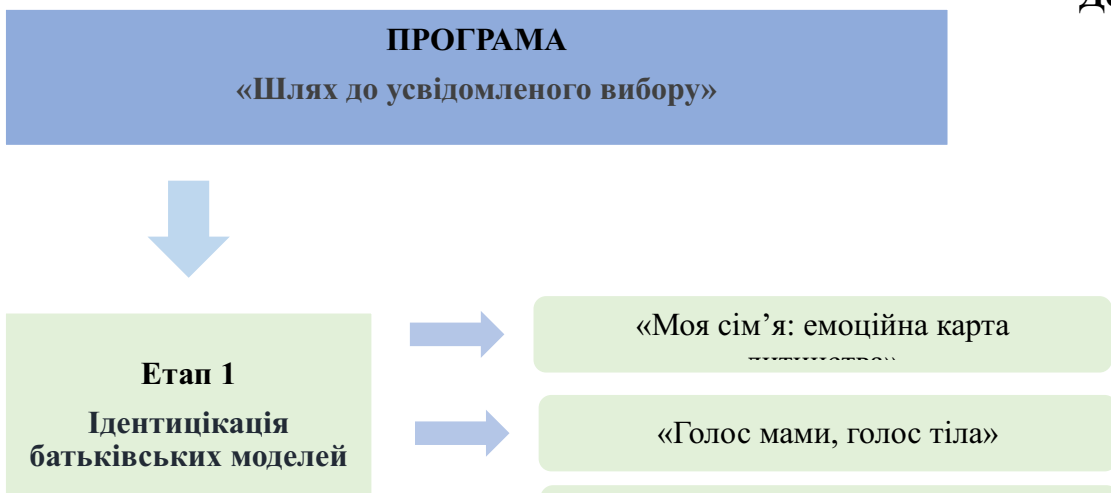 ПРОГРАМА
«Шлях до усвідомленого вибору»
Етап 1
Ідентицікація
батьківських моделей
«Моя сім’я: емоційна карта
«Голос мами, голос тіла»